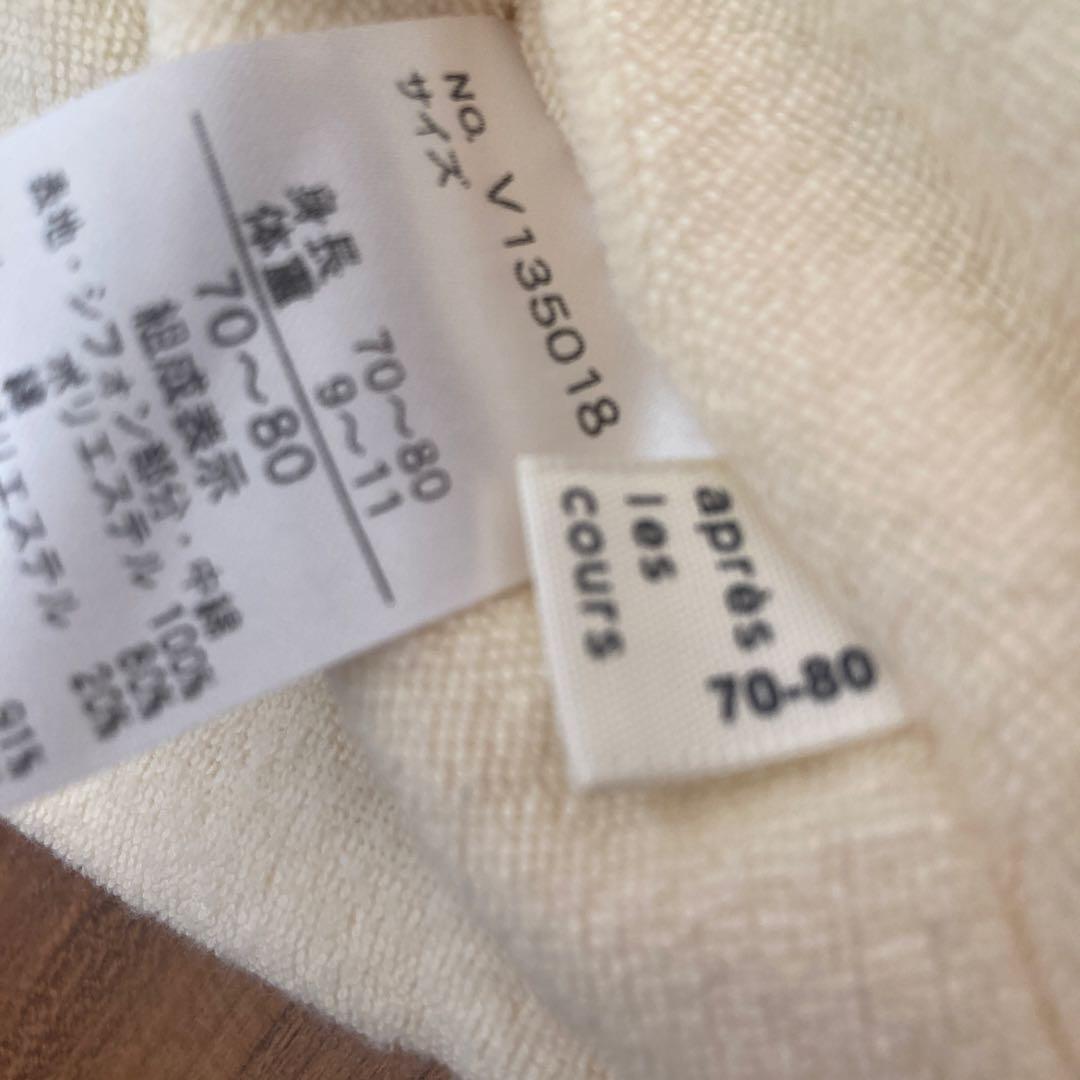 No. V135018
サイズ
身長 70～80
体重 9～11
70～80
組成表示
表地・シフォン部分・中縫 100%
ポリエステル 80%
綿 20%
ポリエステル 91%
après
les
cours
70-80